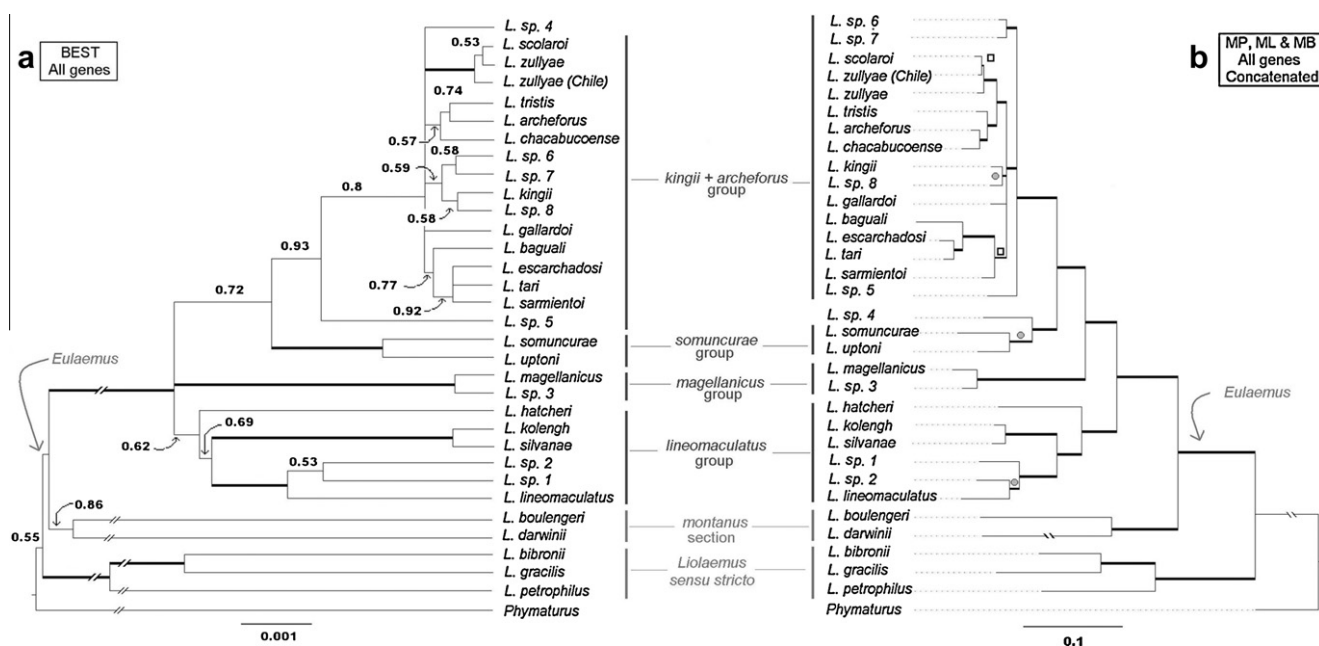 a
BEST
All genes
L. sp. 4
L. scolaroi
L. zullyae
L. zullyae (Chile)
L. tristis
L. archeforus
L. chacabucoense
L. sp. 6
L. sp. 7
L. kingii
L. sp. 8
L. gallardoi
L. baguali
L. escarchadosi
L. tari
L. sarmientoi
L. sp. 5
L. somuncurae
L. uptoni
L. magellanicus
L. sp. 3
L. hatcheri
L. kolengh
L. silvanae
L. sp. 2
L. sp. 1
L. lineomaculatus
L. boulengeri
L. darwinii
L. bibronii
L. gracilis
L. petrophilus
Phymaturus
0.53
0.74
0.57
0.58
0.59
0.58
0.8
0.77
0.92
0.93
0.72
Eulaemus
0.62
0.69
0.53
0.86
0.55
0.001
kingii + archeforus
group
somuncurae
group
magellanicus
group
lineomaculatus
group
montanus
section
Liolaemus
sensu stricto
b
MP, ML & MB
All genes
Concatenated
L. sp. 6
L. sp. 7
L. scolaroi
L. zullyae (Chile)
L. zullyae
L. tristis
L. archeforus
L. chacabucoense
L. kingii
L. sp. 8
L. gallardoi
L. baguali
L. escarchadosi
L. tari
L. sarmientoi
L. sp. 5
L. sp. 4
L. somuncurae
L. uptoni
L. magellanicus
L. sp. 3
L. hatcheri
L. kolengh
L. silvanae
L. sp. 1
L. sp. 2
L. lineomaculatus
L. boulengeri
L. darwinii
L. bibronii
L. gracilis
L. petrophilus
Phymaturus
Eulaemus
0.1